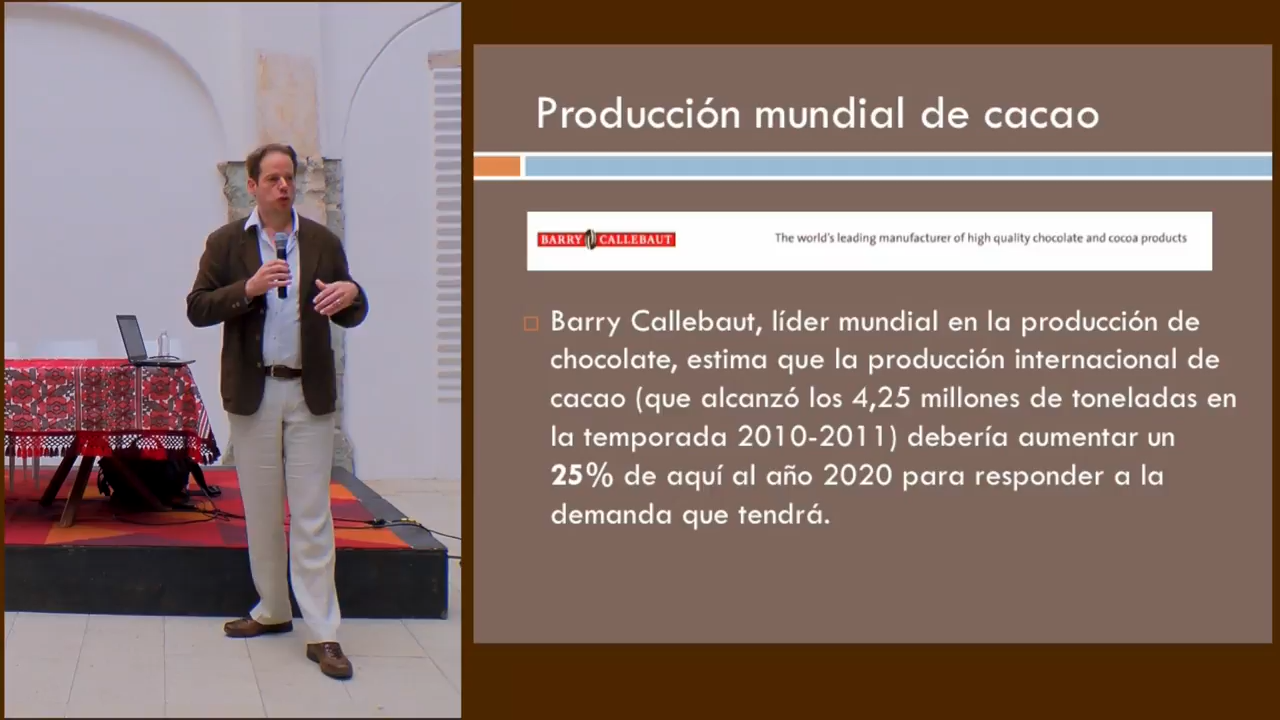 Producción mundial de cacao
BARRY CALLEBAUT
The world's leading manufacturer of high quality chocolate and cocoa products
Barry Callebaut, líder mundial en la producción de
chocolate, estima que la producción internacional de
cacao (que alcanzó los 4,25 millones de toneladas en
la temporada 2010-2011) debería aumentar un
25% de aquí al año 2020 para responder a la
demanda que tendrá.